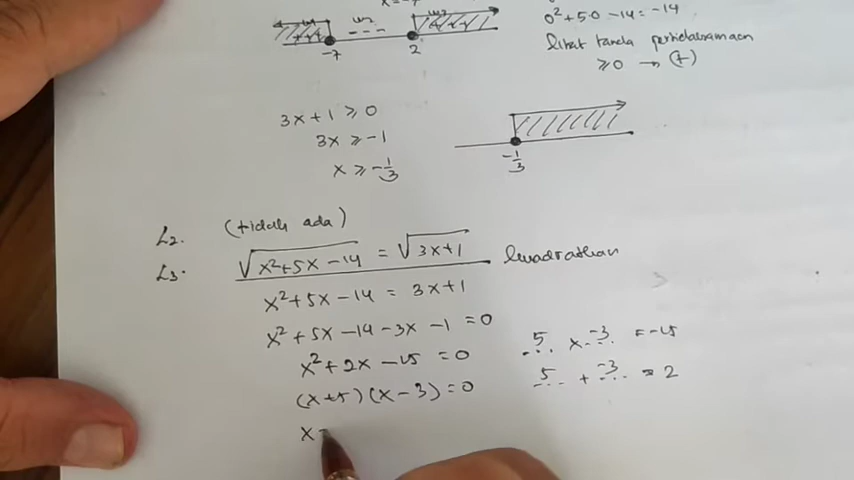 -7 2
0²+5.0 -14 = -14
lihat tanda pertidaksamaan
≥0 → (+)
3x+1 ≥ 0
3x ≥ -1
x ≥ -1/3
-1/3
L2. (tidak ada)
L3. √x²+5x-14 = √3x+1 kuadratkan
x²+5x-14 = 3x+1
x²+5x-14-3x-1 = 0
x²+2x-15 = 0
(x+5)(x-3)=0
x=
5 x -3 = -15
5 + -3 = 2